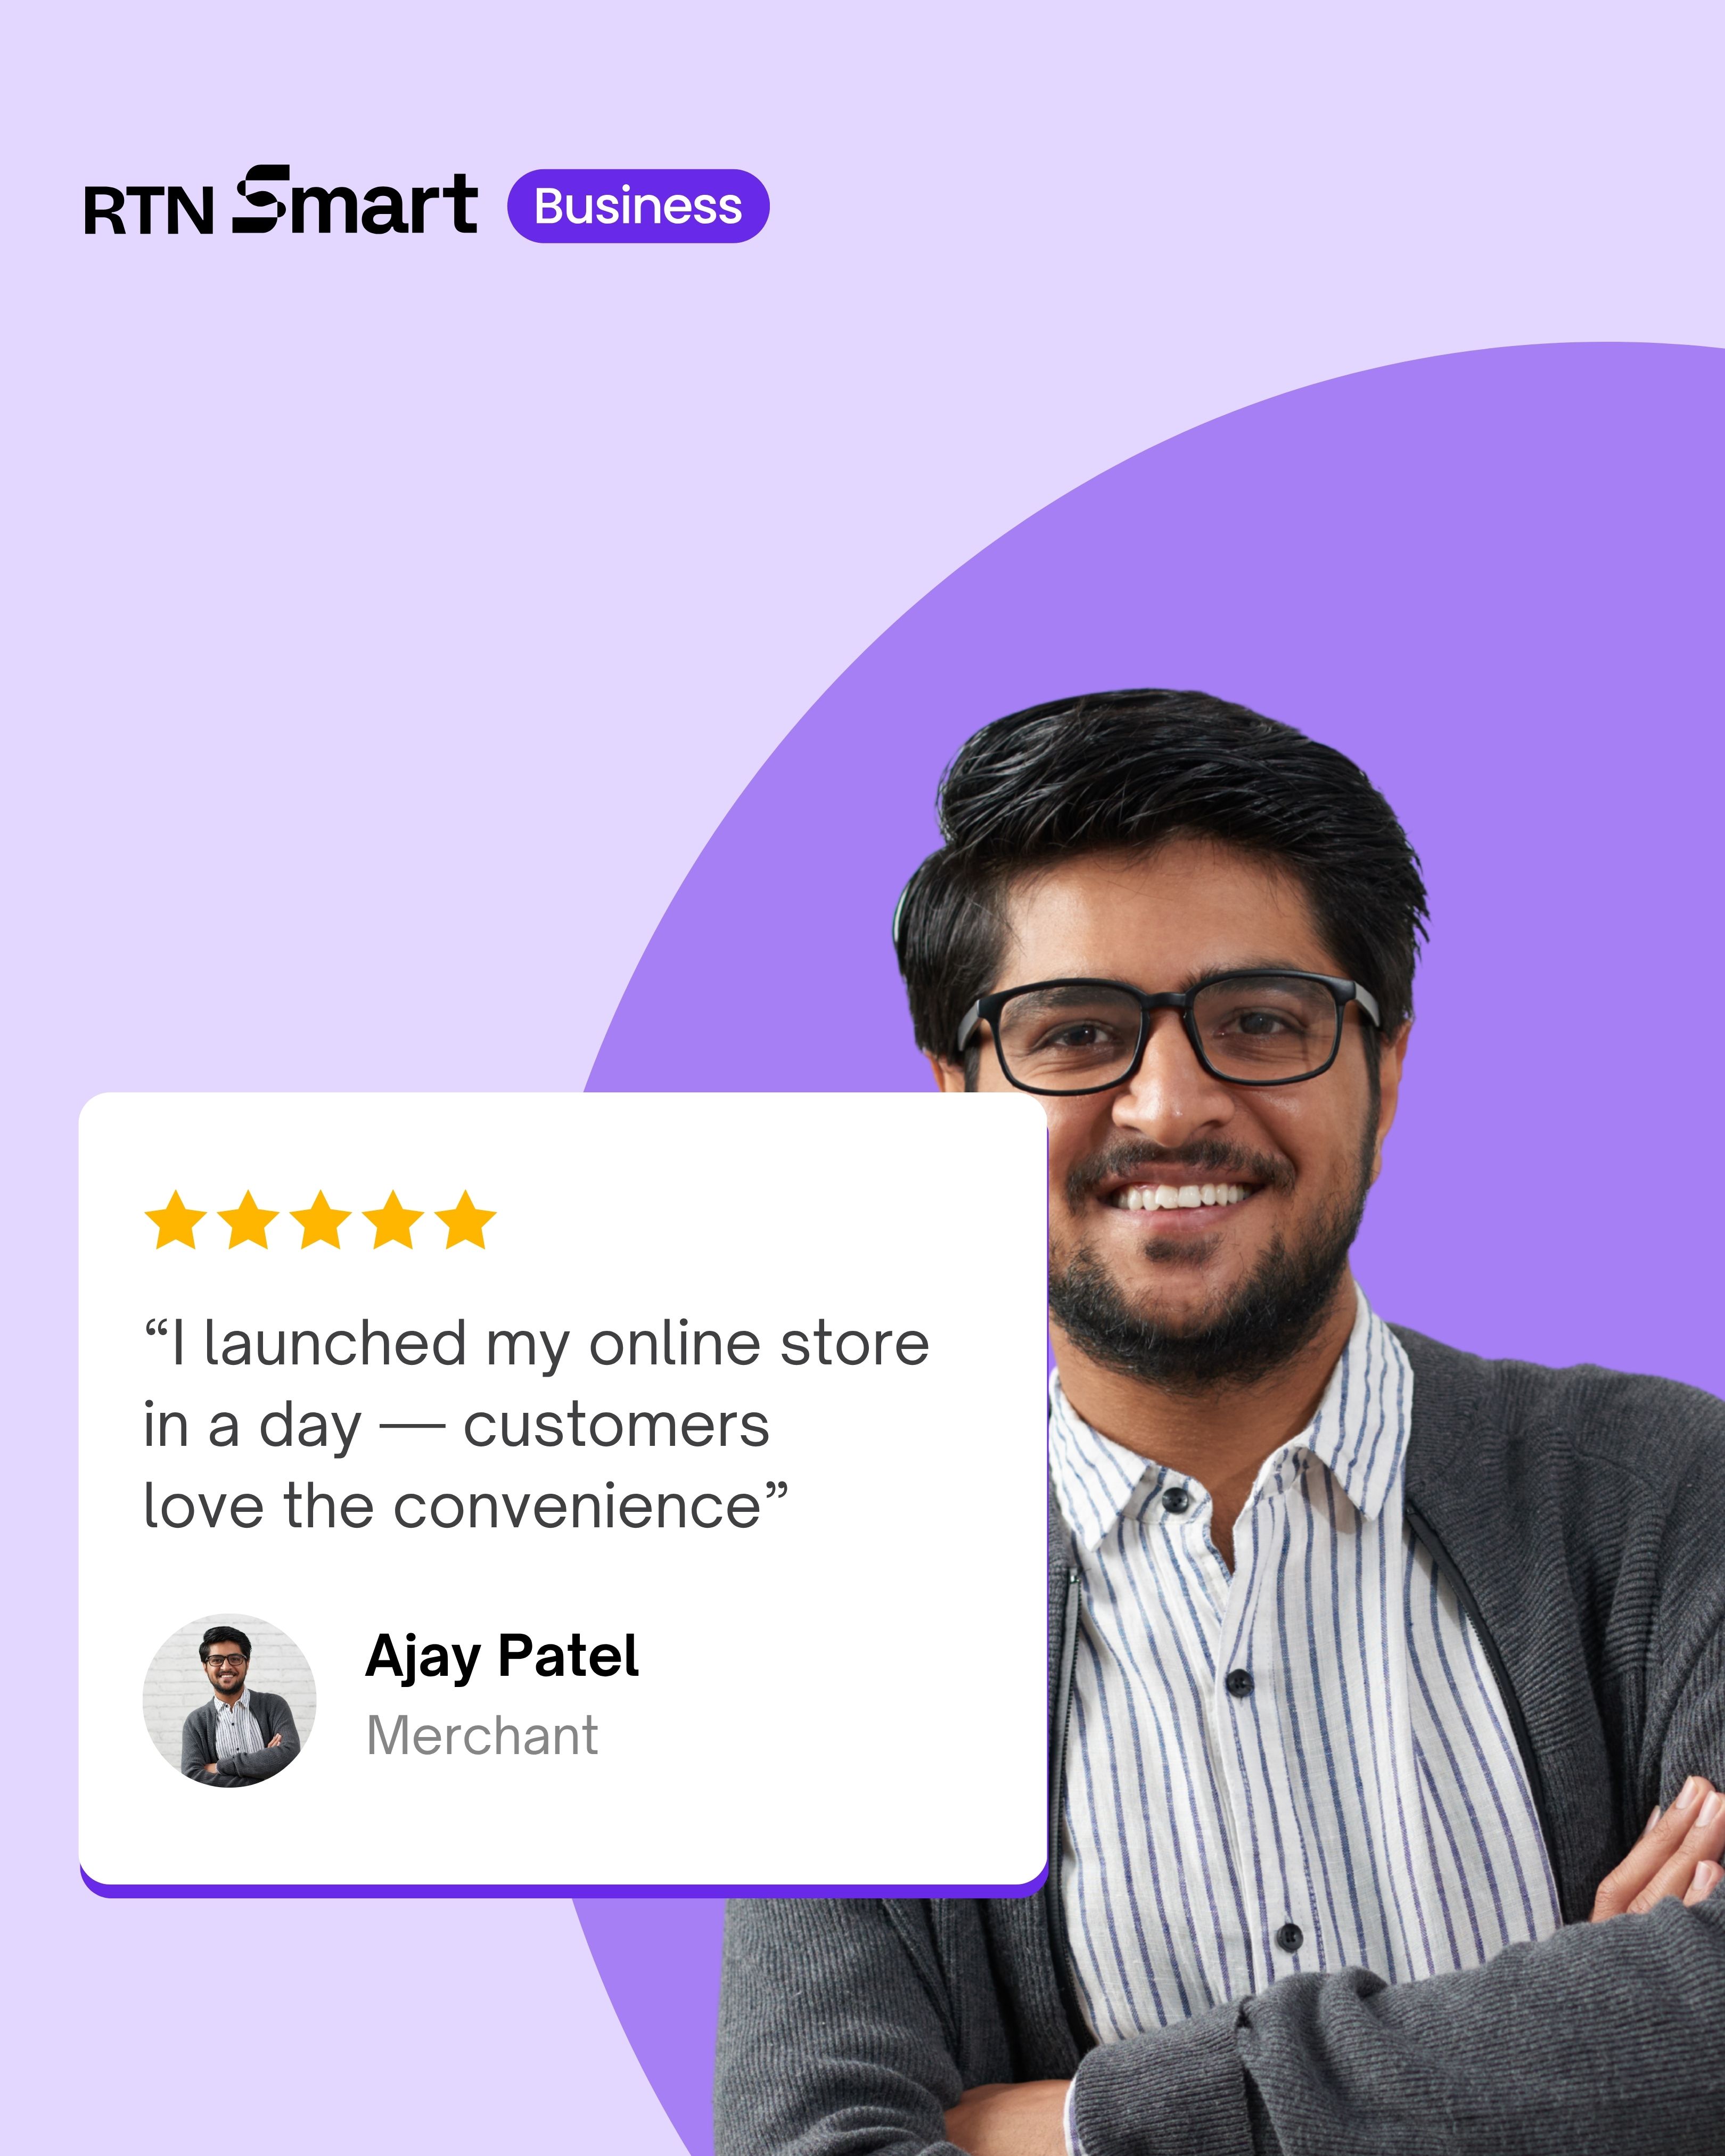 RTN Smart Business
“I launched my online store
in a day — customers
love the convenience”
Ajay Patel
Merchant